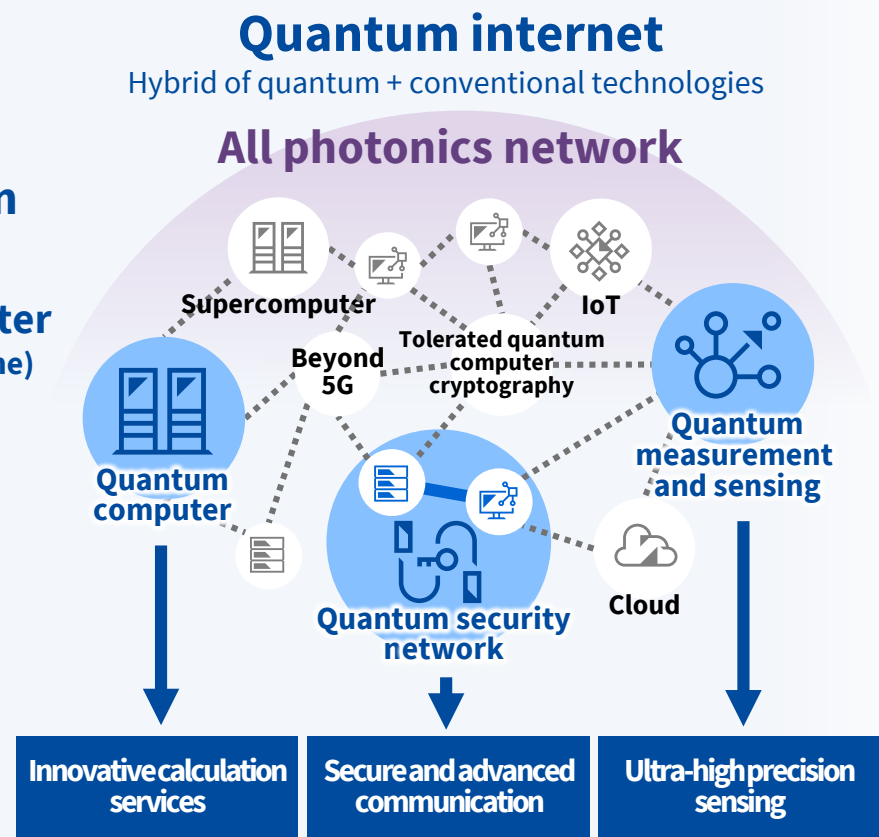 Quantum internet
Hybrid of quantum + conventional technologies
All photonics network
Supercomputer
IoT
Beyond
5G
Tolerated quantum
computer
cryptography
Quantum
computer
Quantum
measurement
and sensing
Cloud
Quantum security
network
Innovative calculation
services
Secure and advanced
communication
Ultra-high precision
sensing